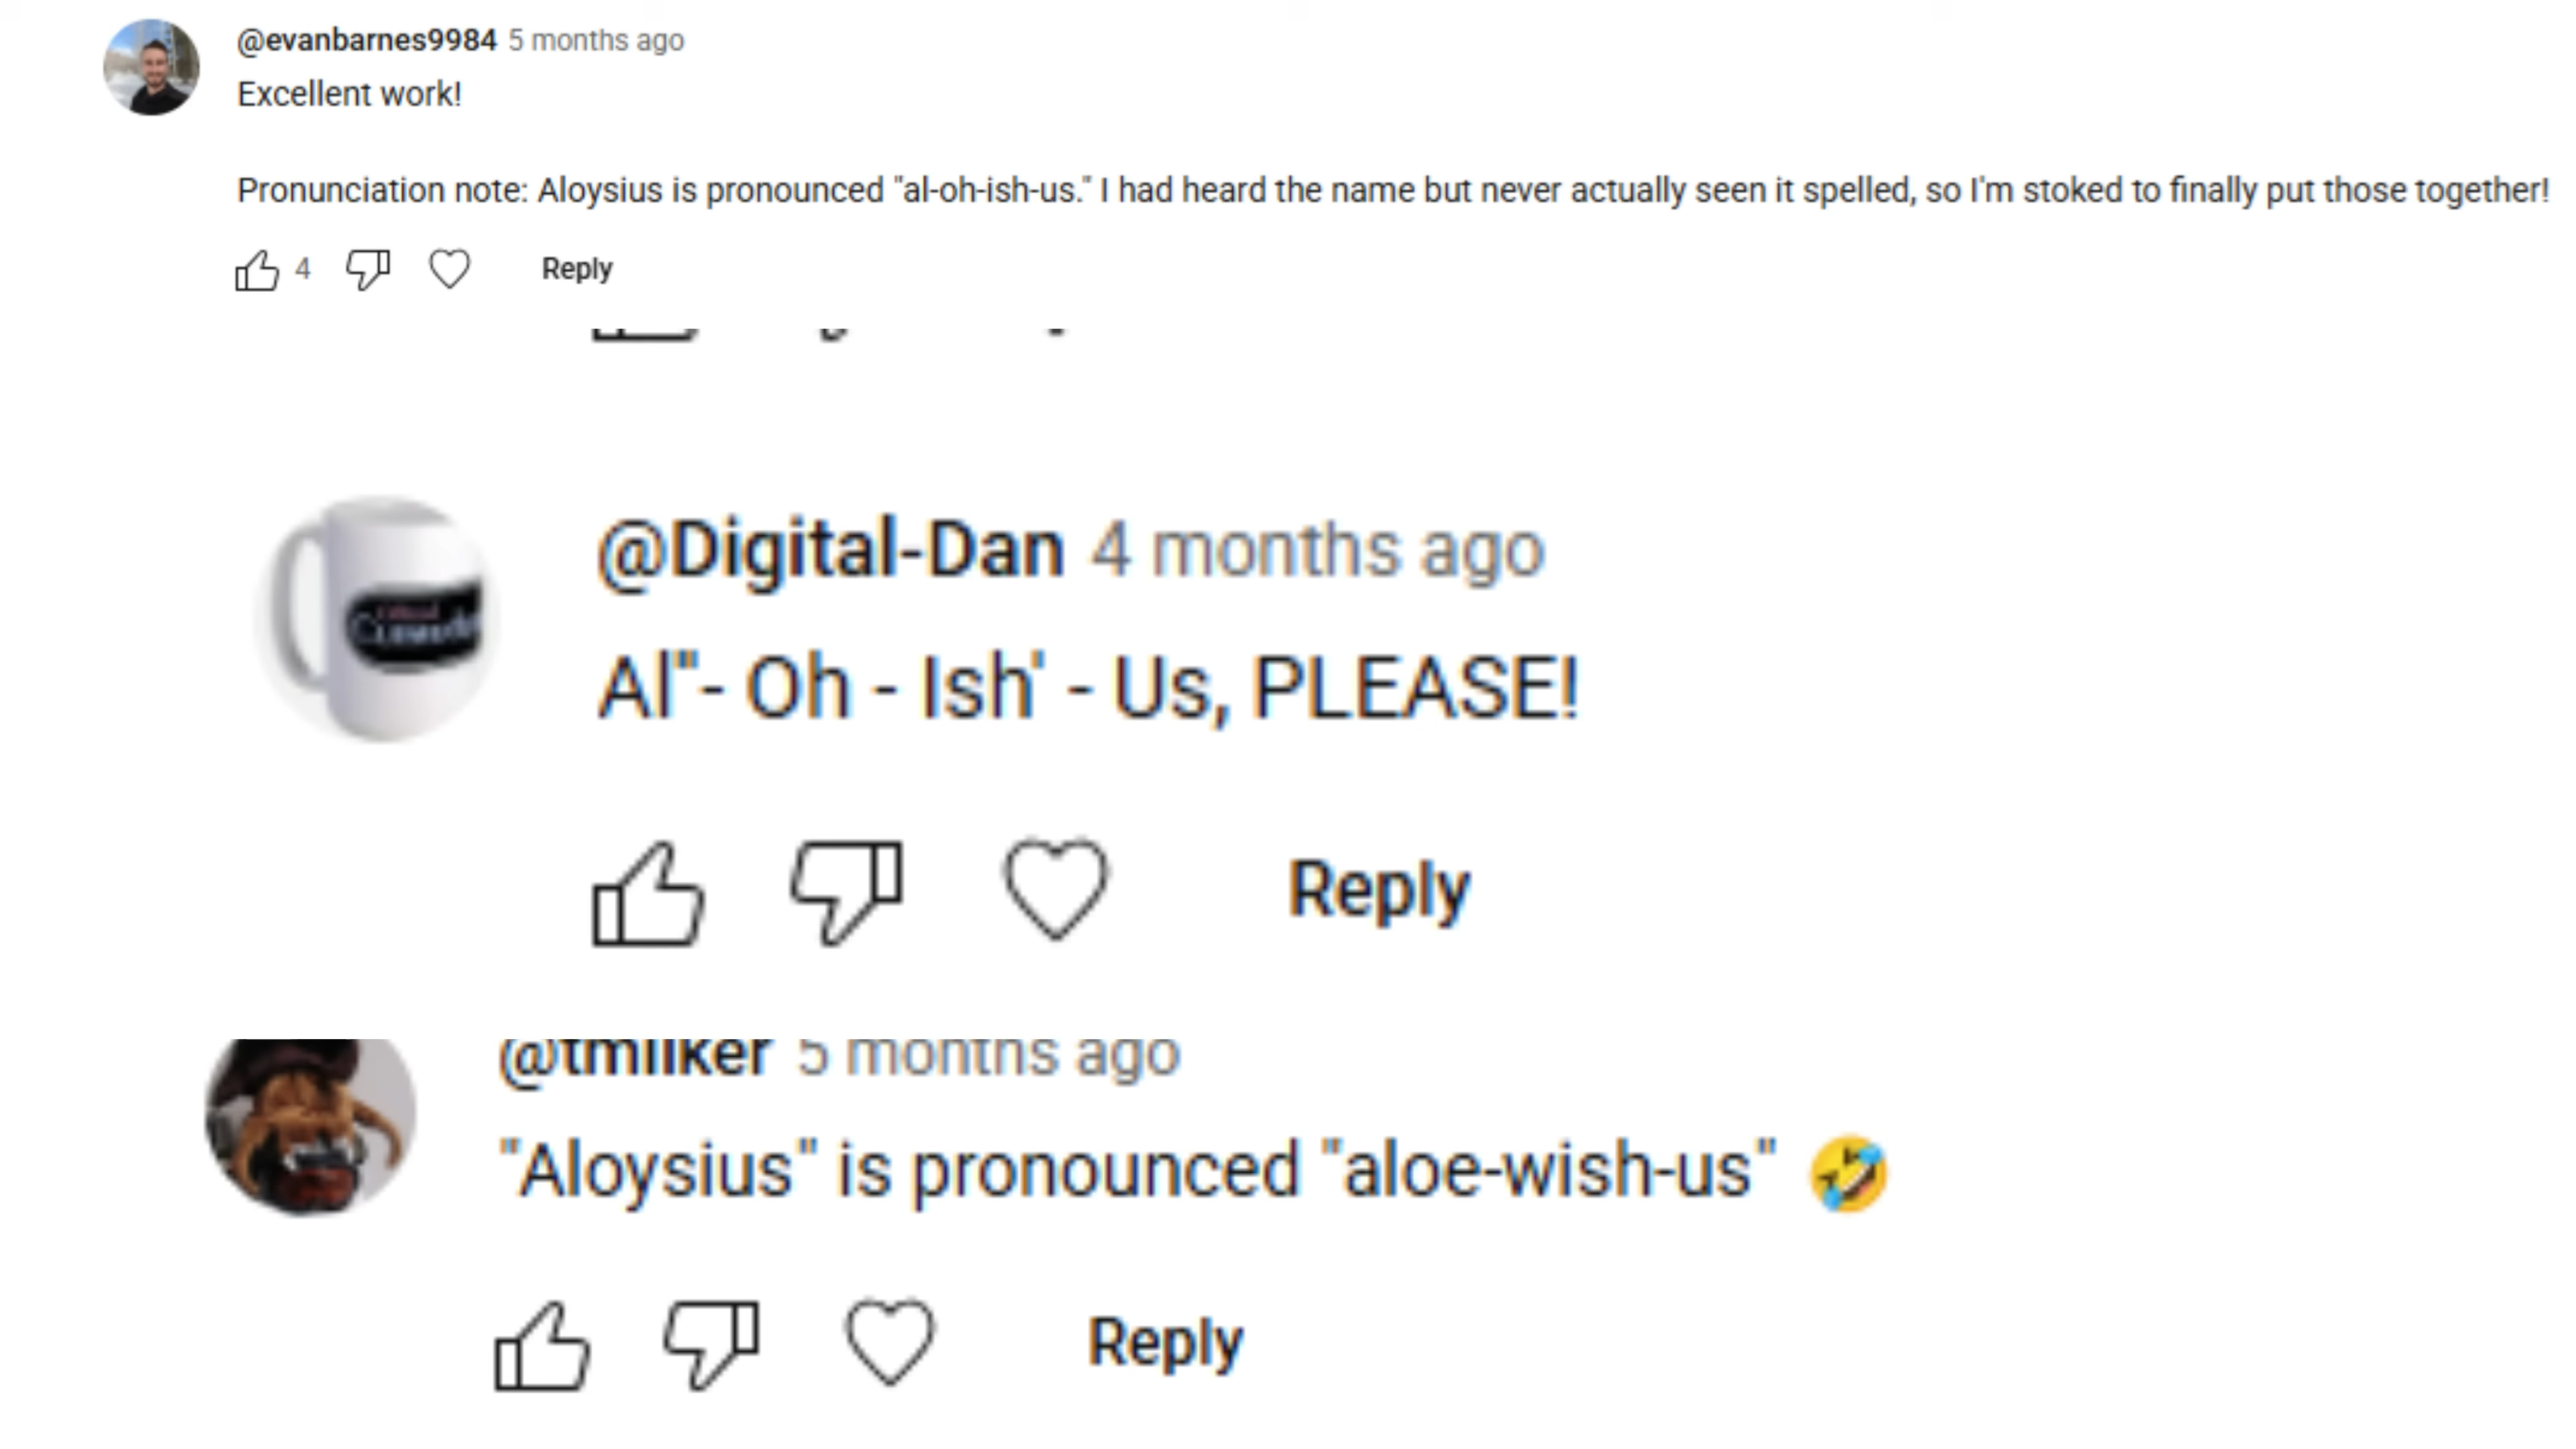 @evanbarnes9984 5 months ago
Excellent work!
Pronunciation note: Aloysius is pronounced "al-oh-ish-us." I had heard the name but never actually seen it spelled, so I'm stoked to finally put those together!
4 Reply
@Digital-Dan 4 months ago
Al"- Oh - Ish' - Us, PLEASE!
Reply
@tmilker 5 months ago
"Aloysius" is pronounced "aloe-wish-us" 🤣
Reply